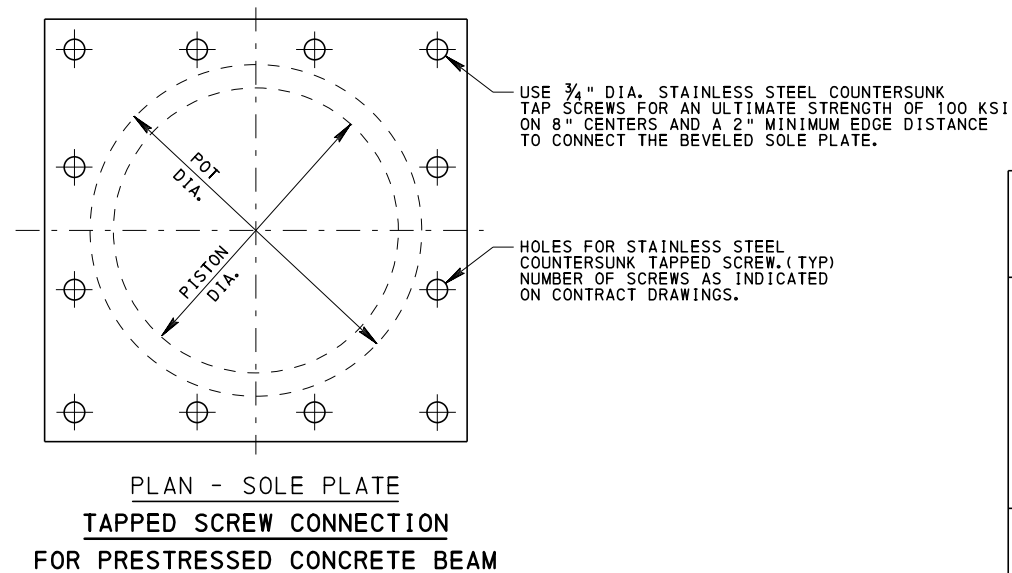 USE 3/4" DIA. STAINLESS STEEL COUNTERSUNK
TAP SCREWS FOR AN ULTIMATE STRENGTH OF 100 KSI
ON 8" CENTERS AND A 2" MINIMUM EDGE DISTANCE
TO CONNECT THE BEVELED SOLE PLATE.
POT
DIA.
PISTON
DIA.
HOLES FOR STAINLESS STEEL
COUNTERSUNK TAPPED SCREW.(TYP)
NUMBER OF SCREWS AS INDICATED
ON CONTRACT DRAWINGS.
PLAN - SOLE PLATE
TAPPED SCREW CONNECTION
FOR PRESTRESSED CONCRETE BEAM